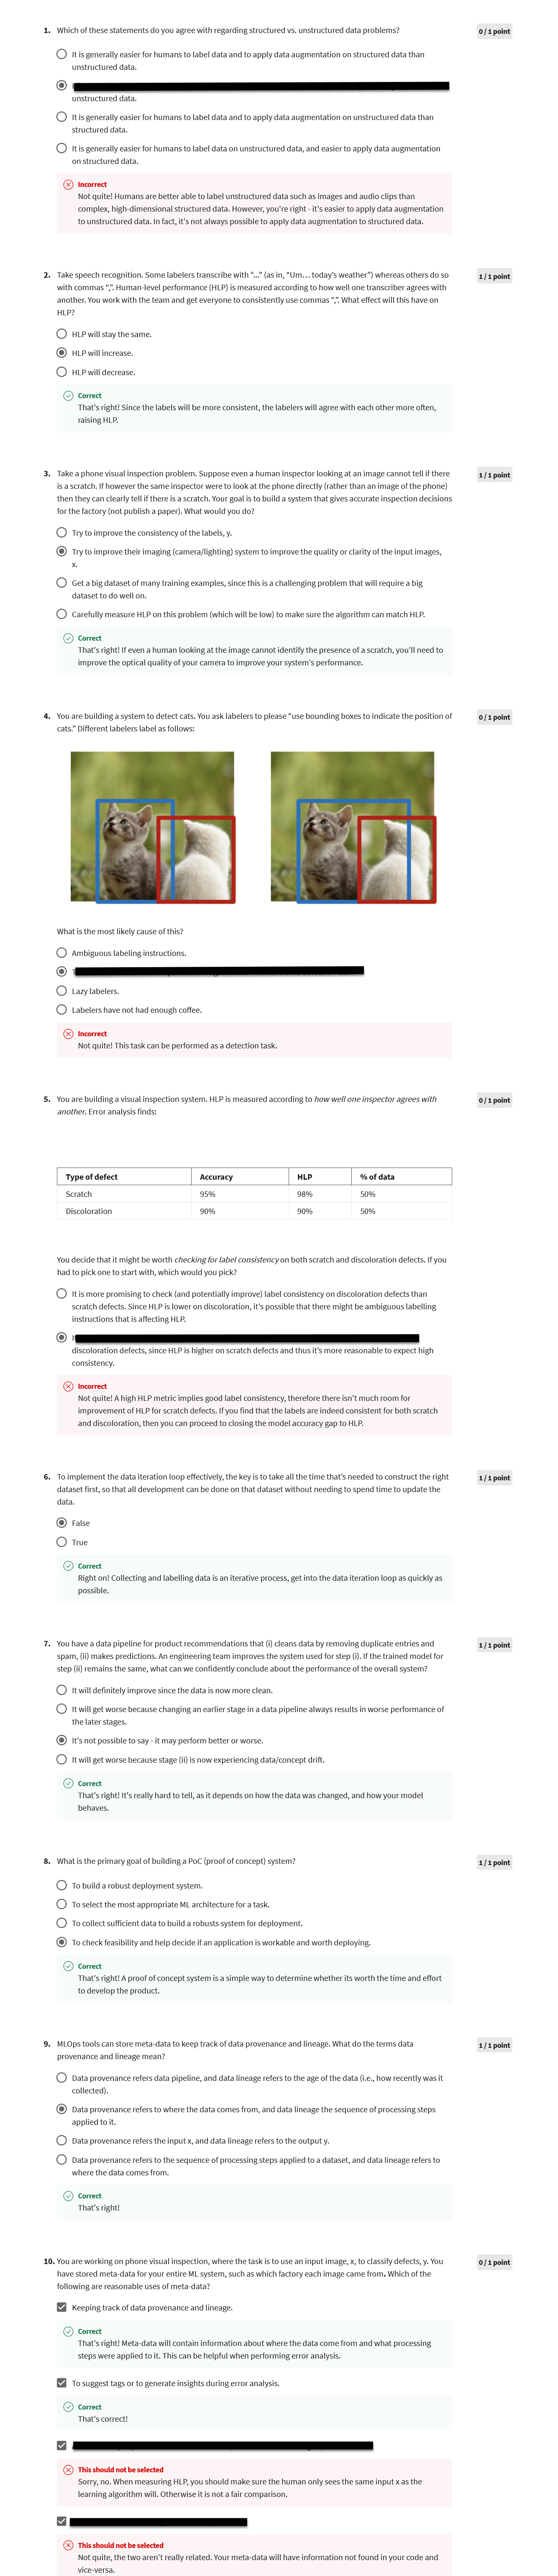 1. Which of these statements do you agree with regarding structured vs. unstructured data problems?
0 / 1 point
It is generally easier for humans to label data and to apply data augmentation on structured data than
unstructured data.
unstructured data.
It is generally easier for humans to label data and to apply data augmentation on unstructured data than
structured data.
It is generally easier for humans to label data on unstructured data, and easier to apply data augmentation
on structured data.
Incorrect
Not quite! Humans are better able to label unstructured data such as images and audio clips than
complex, high-dimensional structured data. However, you're right - it's easier to apply data augmentation
to unstructured data. In fact, it's not always possible to apply data augmentation to structured data.
2. Take speech recognition. Some labelers transcribe with “...” (as in, “Um… today’s weather”) whereas others do so
1 / 1 point
with commas “,”. Human-level performance (HLP) is measured according to how well one transcriber agrees with
another. You work with the team and get everyone to consistently use commas “,”. What effect will this have on
HLP?
HLP will stay the same.
HLP will increase.
HLP will decrease.
Correct
That's right! Since the labels will be more consistent, the labelers will agree with each other more often,
raising HLP.
3. Take a phone visual inspection problem. Suppose even a human inspector looking at an image cannot tell if there
1 / 1 point
is a scratch. If however the same inspector were to look at the phone directly (rather than an image of the phone)
then they can clearly tell if there is a scratch. Your goal is to build a system that gives accurate inspection decisions
for the factory (not publish a paper). What would you do?
Try to improve the consistency of the labels, y.
Try to improve their imaging (camera/lighting) system to improve the quality or clarity of the input images,
x.
Get a big dataset of many training examples, since this is a challenging problem that will require a big
dataset to do well on.
Carefully measure HLP on this problem (which will be low) to make sure the algorithm can match HLP.
Correct
That's right! If even a human looking at the image cannot identify the presence of a scratch, you'll need to
improve the optical quality of your camera to improve your system's performance.
4. You are building a system to detect cats. You ask labelers to please “use bounding boxes to indicate the position of
0 / 1 point
cats.” Different labelers label as follows:
What is the most likely cause of this?
Ambiguous labeling instructions.
Lazy labelers.
Labelers have not had enough coffee.
Incorrect
Not quite! This task can be performed as a detection task.
5. You are building a visual inspection system. HLP is measured according to how well one inspector agrees with
0 / 1 point
another. Error analysis finds:
Type of defect Accuracy HLP % of data
Scratch 95% 98% 50%
Discoloration 90% 90% 50%
You decide that it might be worth checking for label consistency on both scratch and discoloration defects. If you
had to pick one to start with, which would you pick?
It is more promising to check (and potentially improve) label consistency on discoloration defects than
scratch defects. Since HLP is lower on discoloration, it's possible that there might be ambiguous labelling
instructions that is affecting HLP.
discoloration defects, since HLP is higher on scratch defects and thus it's more reasonable to expect high
consistency.
Incorrect
Not quite! A high HLP metric implies good label consistency, therefore there isn't much room for
improvement of HLP for scratch defects. If you find that the labels are indeed consistent for both scratch
and discoloration, then you can proceed to closing the model accuracy gap to HLP.
6. To implement the data iteration loop effectively, the key is to take all the time that's needed to construct the right
1 / 1 point
dataset first, so that all development can be done on that dataset without needing to spend time to update the
data.
False
True
Correct
Right on! Collecting and labelling data is an iterative process, get into the data iteration loop as quickly as
possible.
7. You have a data pipeline for product recommendations that (i) cleans data by removing duplicate entries and
1 / 1 point
spam, (ii) makes predictions. An engineering team improves the system used for step (i). If the trained model for
step (ii) remains the same, what can we confidently conclude about the performance of the overall system?
It will definitely improve since the data is now more clean.
It will get worse because changing an earlier stage in a data pipeline always results in worse performance of
the later stages.
It's not possible to say - it may perform better or worse.
It will get worse because stage (ii) is now experiencing data/concept drift.
Correct
That's right! It's really hard to tell, as it depends on how the data was changed, and how your model
behaves.
8. What is the primary goal of building a PoC (proof of concept) system?
1 / 1 point
To build a robust deployment system.
To select the most appropriate ML architecture for a task.
To collect sufficient data to build a robusts system for deployment.
To check feasibility and help decide if an application is workable and worth deploying.
Correct
That's right! A proof of concept system is a simple way to determine whether its worth the time and effort
to develop the product.
9. MLOps tools can store meta-data to keep track of data provenance and lineage. What do the terms data
1 / 1 point
provenance and lineage mean?
Data provenance refers data pipeline, and data lineage refers to the age of the data (i.e., how recently was it
collected).
Data provenance refers to where the data comes from, and data lineage the sequence of processing steps
applied to it.
Data provenance refers the input x, and data lineage refers to the output y.
Data provenance refers to the sequence of processing steps applied to a dataset, and data lineage refers to
where the data comes from.
Correct
That's right!
10. You are working on phone visual inspection, where the task is to use an input image, x, to classify defects, y. You
0 / 1 point
have stored meta-data for your entire ML system, such as which factory each image came from. Which of the
following are reasonable uses of meta-data?
Keeping track of data provenance and lineage.
Correct
That's right! Meta-data will contain information about where the data come from and what processing
steps were applied to it. This can be helpful when performing error analysis.
To suggest tags or to generate insights during error analysis.
Correct
That's correct!
This should not be selected
Sorry, no. When measuring HLP, you should make sure the human only sees the same input x as the
learning algorithm will. Otherwise it is not a fair comparison.
This should not be selected
Not quite, the two aren't really related. Your meta-data will have information not found in your code and
vice-versa.